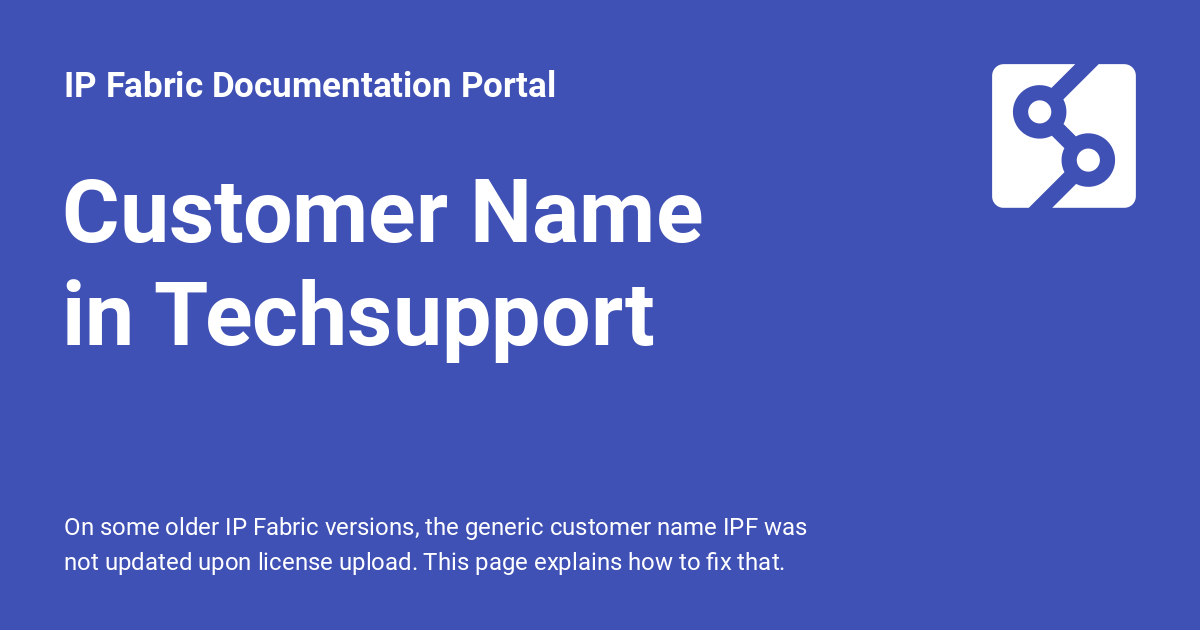 IP Fabric Documentation Portal
Customer Name
in Techsupport
On some older IP Fabric versions, the generic customer name IPF was
not updated upon license upload. This page explains how to fix that.